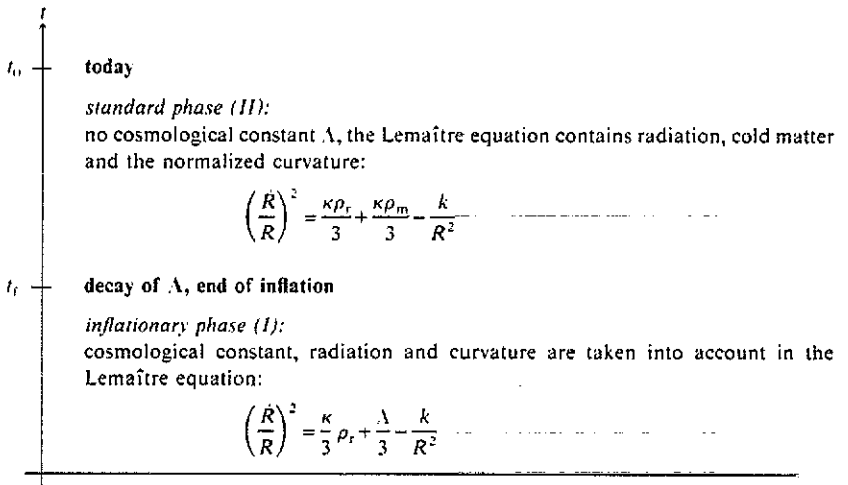 t
t₀ today
standard phase (II):
no cosmological constant Λ, the Lemaître equation contains radiation, cold matter
and the normalized curvature:
(Ṙ/R)² = κρ_r/3 + κρ_m/3 − k/R²
t_f decay of Λ, end of inflation
inflationary phase (I):
cosmological constant, radiation and curvature are taken into account in the
Lemaître equation:
(Ṙ/R)² = κ/3 ρ_r + Λ/3 − k/R²